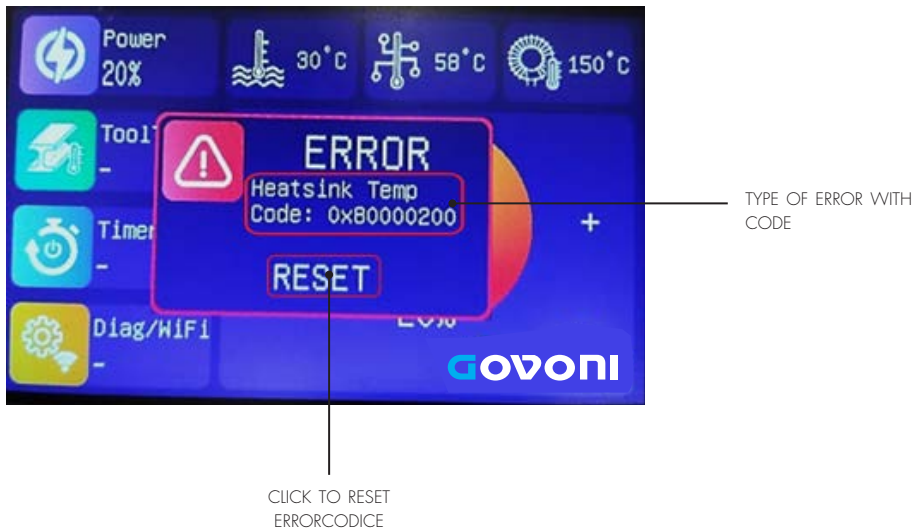 Power
20%
30°C
58°C
150°C
ERROR
Heatsink Temp
Code: 0x80000200
RESET
Timer
-
Diag/WiFi
-
+
GOVONI
TYPE OF ERROR WITH
CODE
CLICK TO RESET
ERRORCODICE